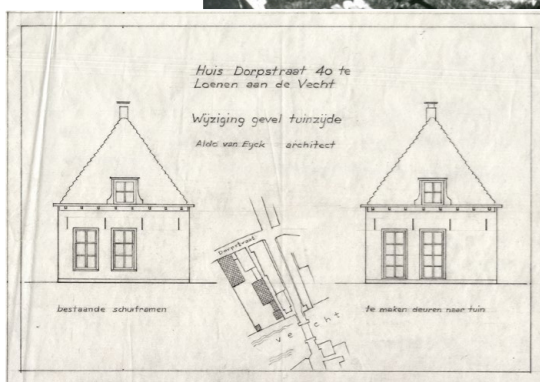 Huis Dorpstraat 40 te
Loenen aan de Vecht
Wijziging gevel tuinzijde
Aldo van Eyck architect
Dorpstraat
bestaande schuiframen
te maken deuren naar tuin
vecht